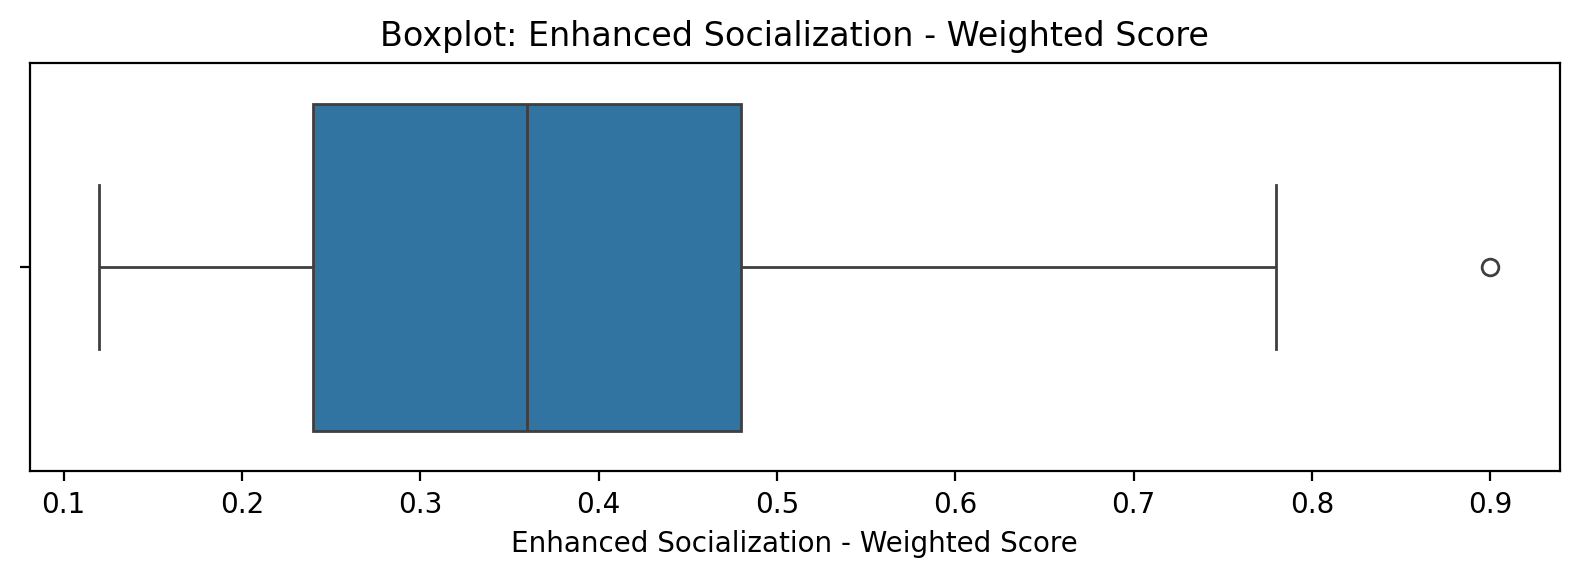 Boxplot: Enhanced Socialization - Weighted Score
0.1 0.2 0.3 0.4 0.5 0.6 0.7 0.8 0.9
Enhanced Socialization - Weighted Score